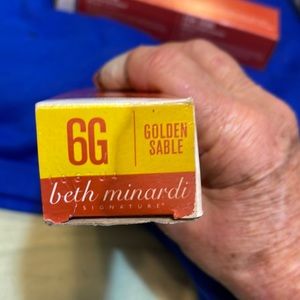 6G
GOLDEN
SABLE
beth minardi
SIGNATURE